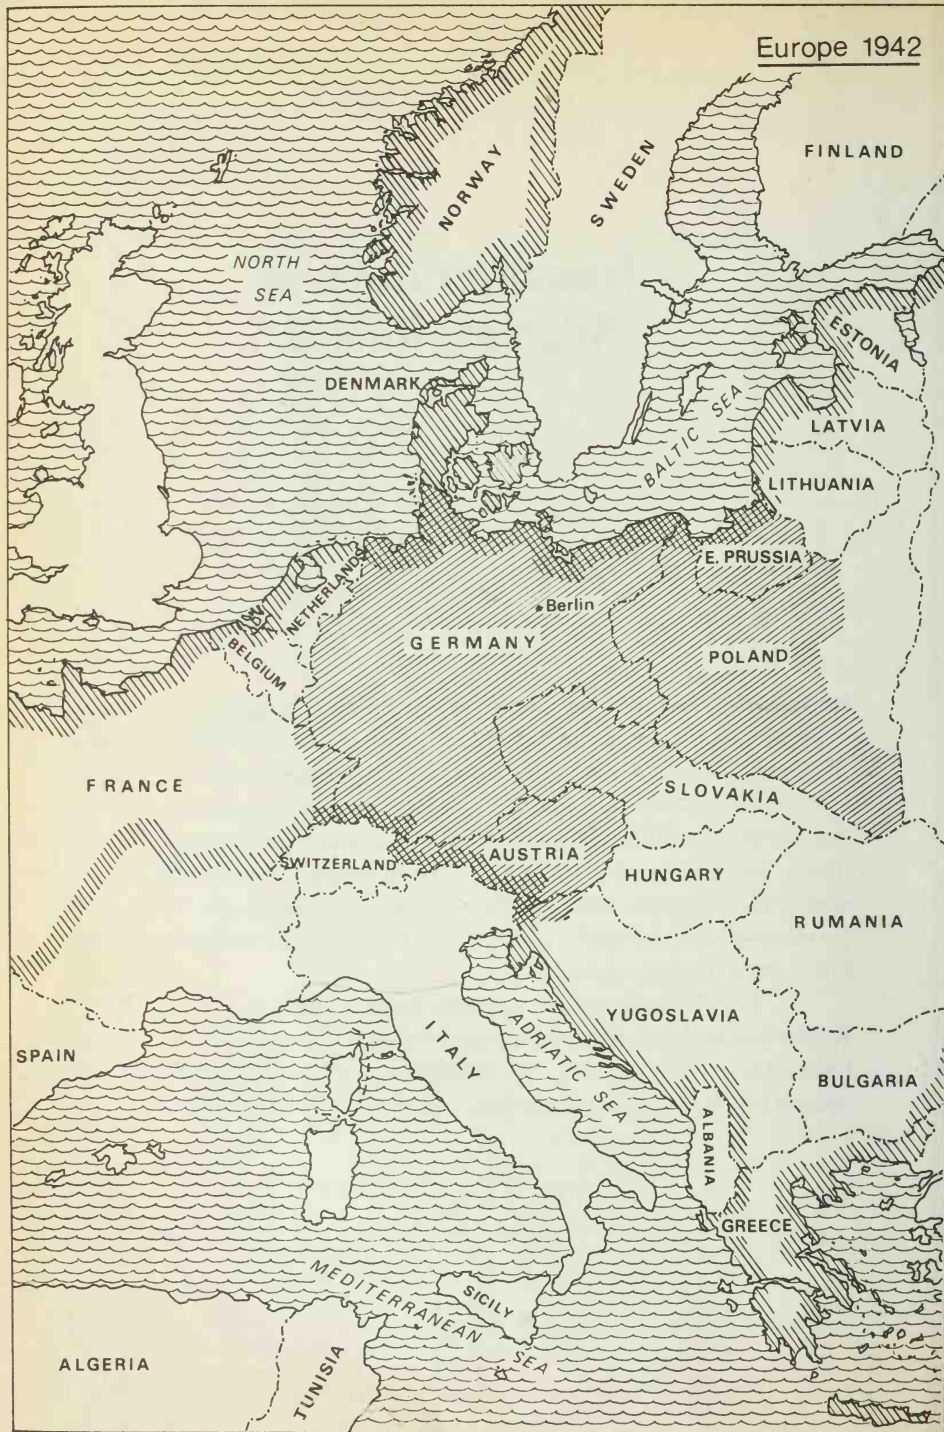 Europe 1942
FINLAND
NORWAY
SWEDEN
NORTH
SEA
ESTONIA
DENMARK
BALTIC SEA
LATVIA
LITHUANIA
E. PRUSSIA
NETHERLANDS
Berlin
BELGIUM
GERMANY
POLAND
FRANCE
SLOVAKIA
SWITZERLAND
AUSTRIA
HUNGARY
RUMANIA
YUGOSLAVIA
ITALY
ADRIATIC
SEA
SPAIN
BULGARIA
ALBANIA
GREECE
MEDITERRANEAN
SEA
SICILY
ALGERIA
TUNISIA